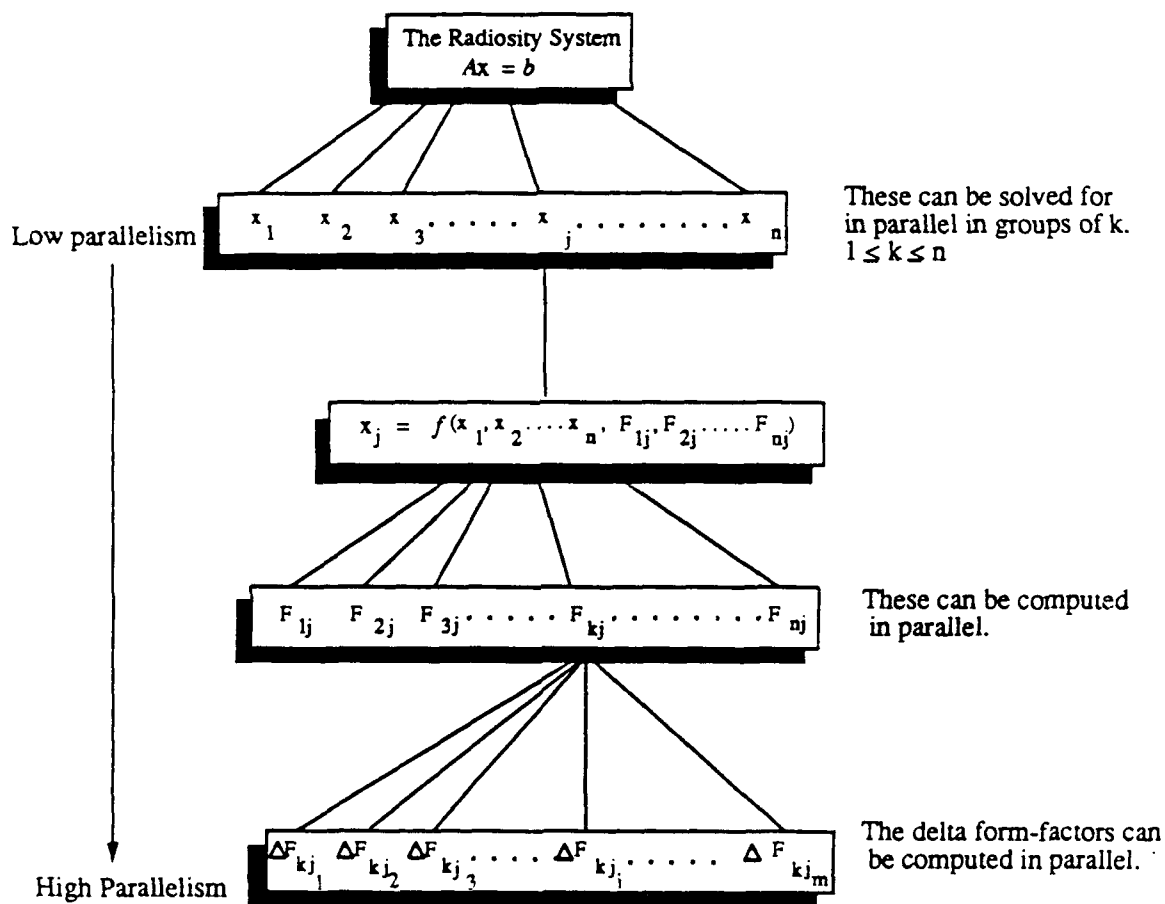 The Radiosity System
Ax = b
x1 x2 x3.....xj.........xn
These can be solved for
in parallel in groups of k.
1 ≤ k ≤ n
Low parallelism
xj = f(x1,x2....xn, F1j,F2j.....Fnj)
F1j F2j F3j.....Fkj.........Fnj
These can be computed
in parallel.
ΔFkj1 ΔFkj2 ΔFkj3.....ΔFkji..... ΔFkjm
The delta form-factors can
be computed in parallel.
High Parallelism